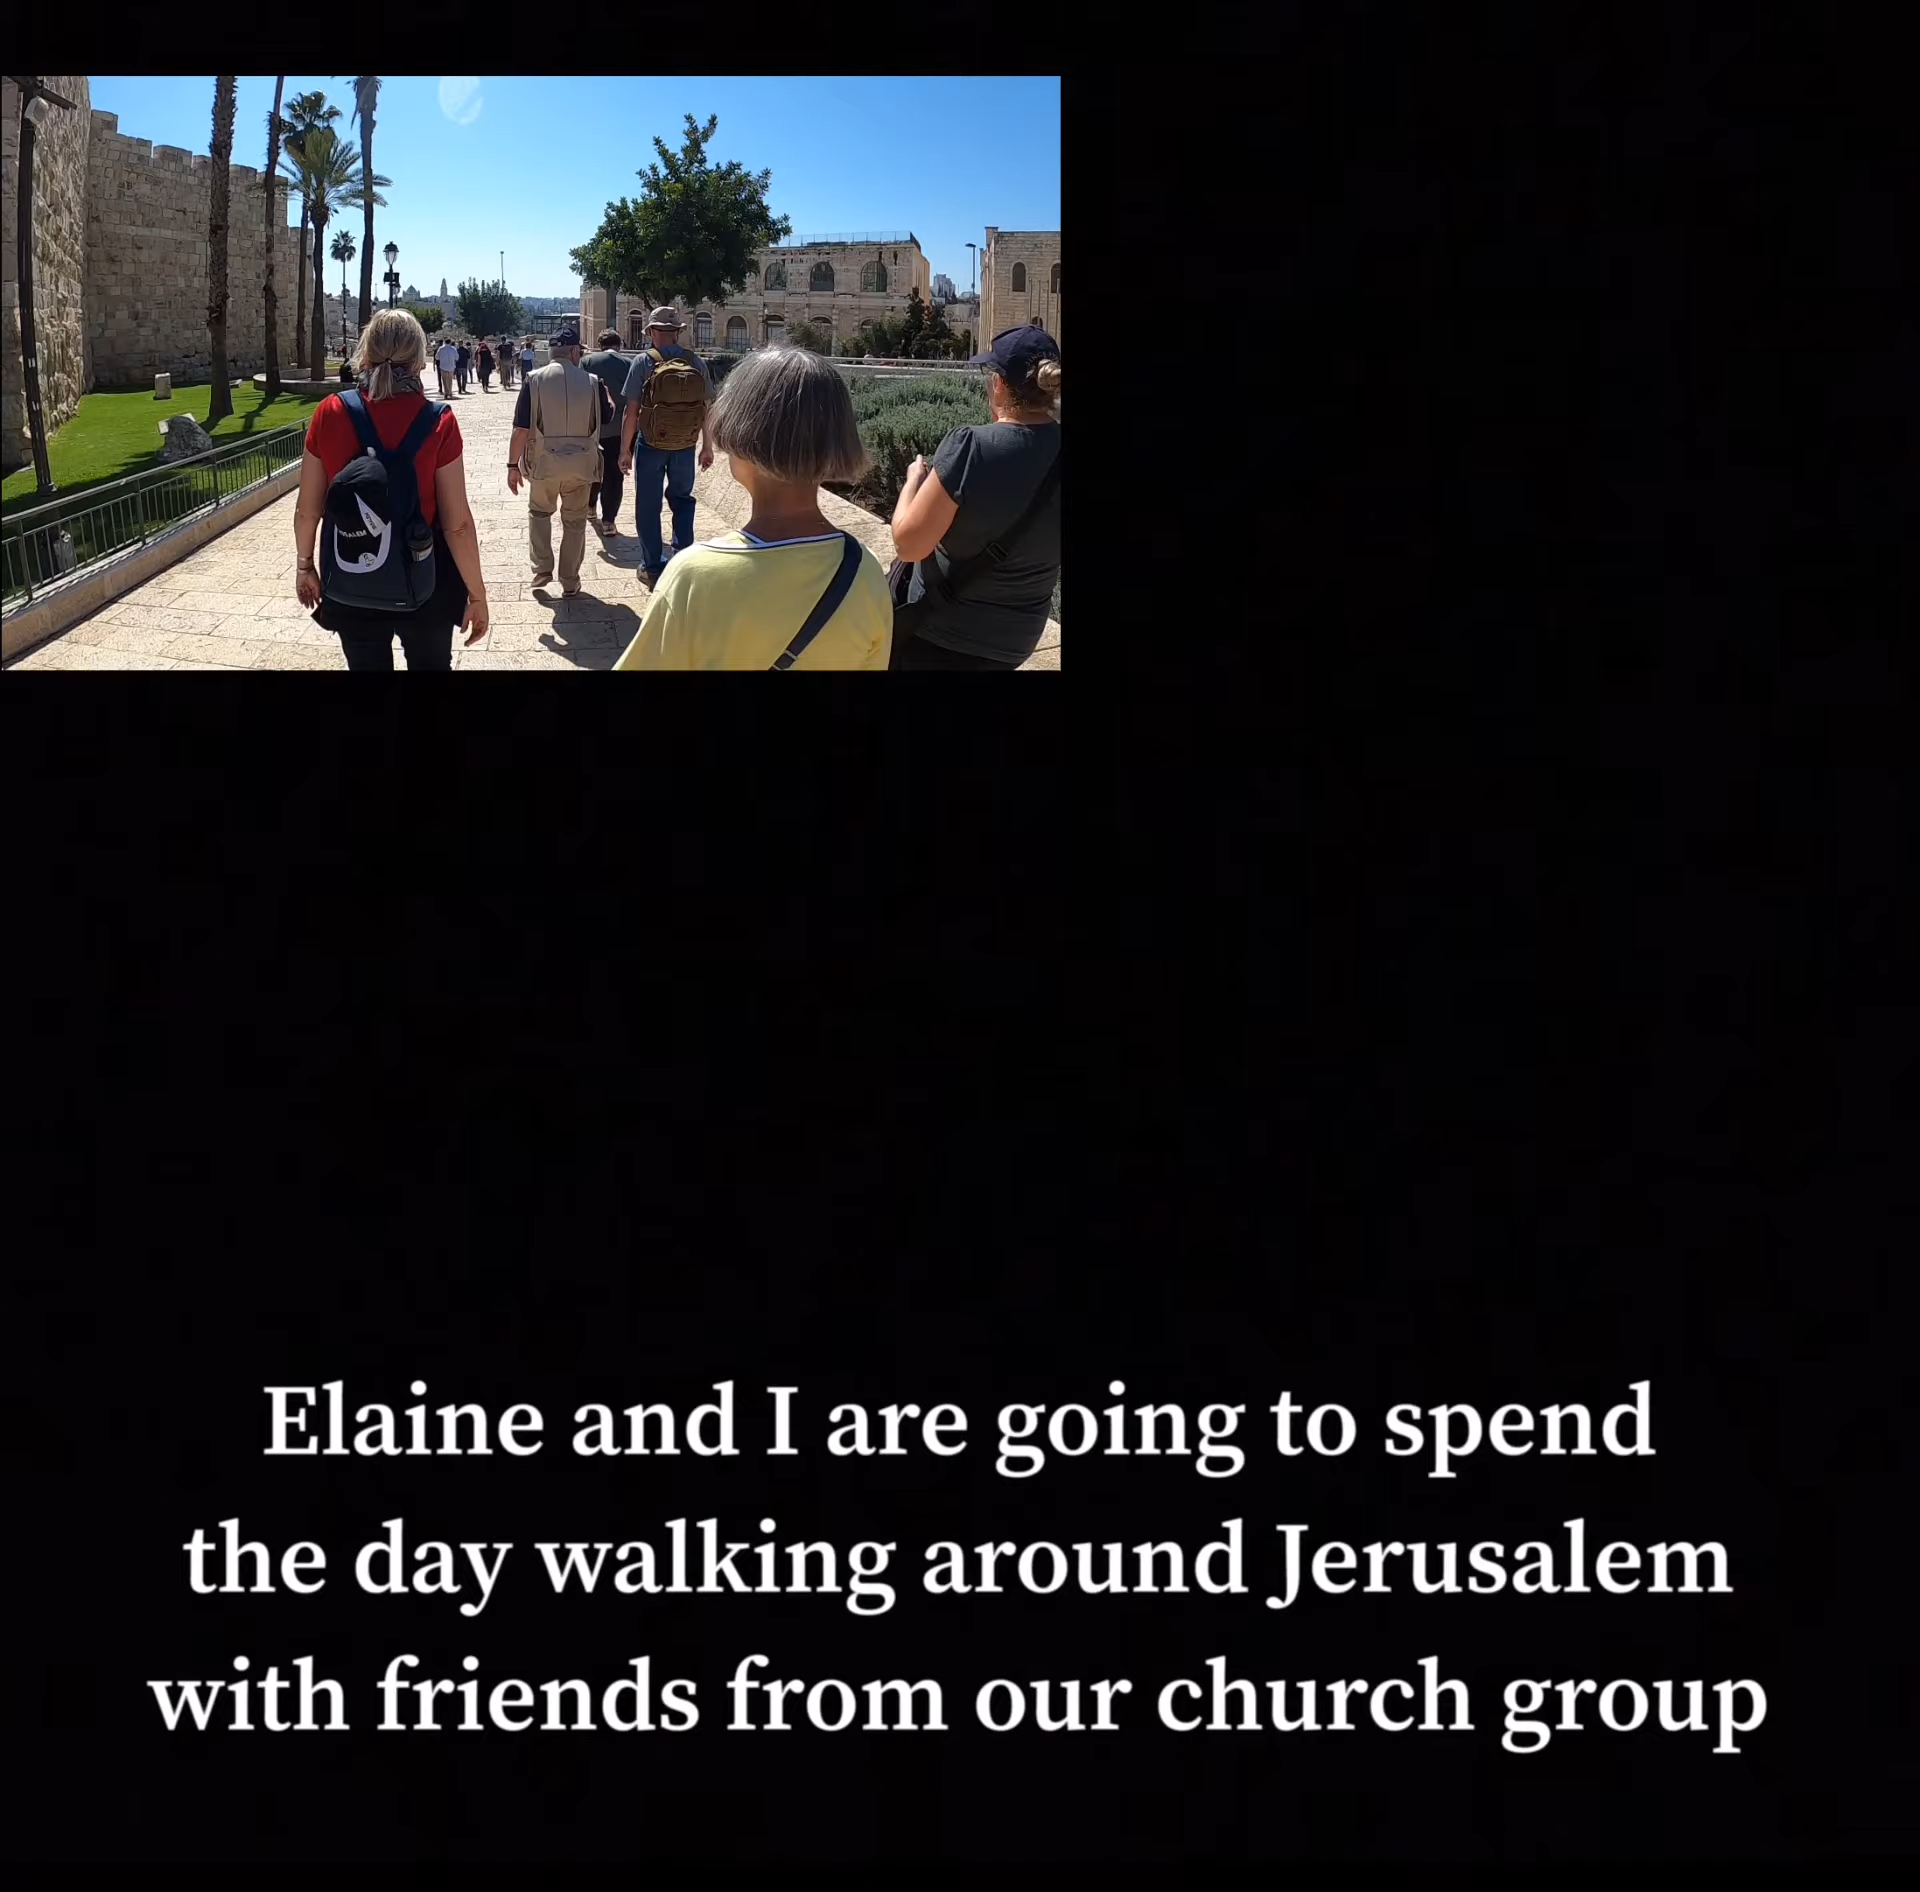 Elaine and I are going to spend
the day walking around Jerusalem
with friends from our church group